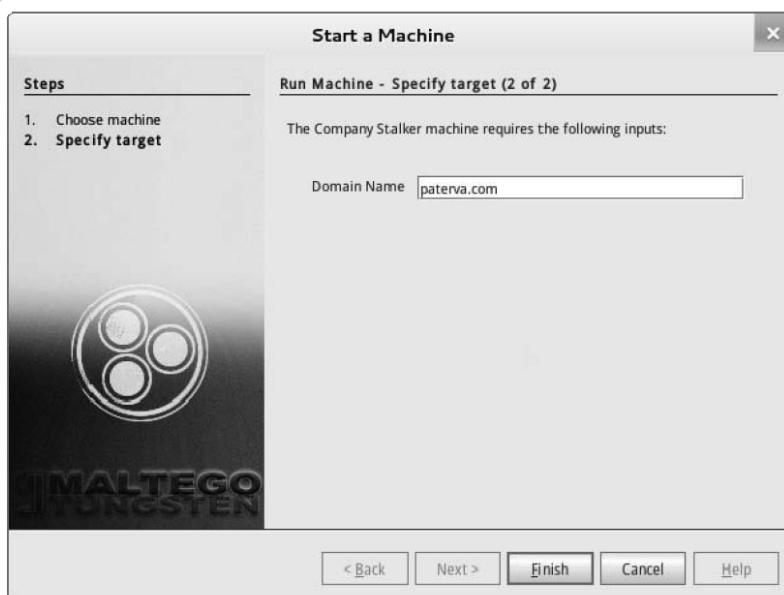 Start a Machine
Steps
1. Choose machine
2. Specify target
Run Machine - Specify target (2 of 2)
The Company Stalker machine requires the following inputs:
Domain Name paterva.com
MALTEGO
TUNGSTEN
< Back Next > Finish Cancel Help